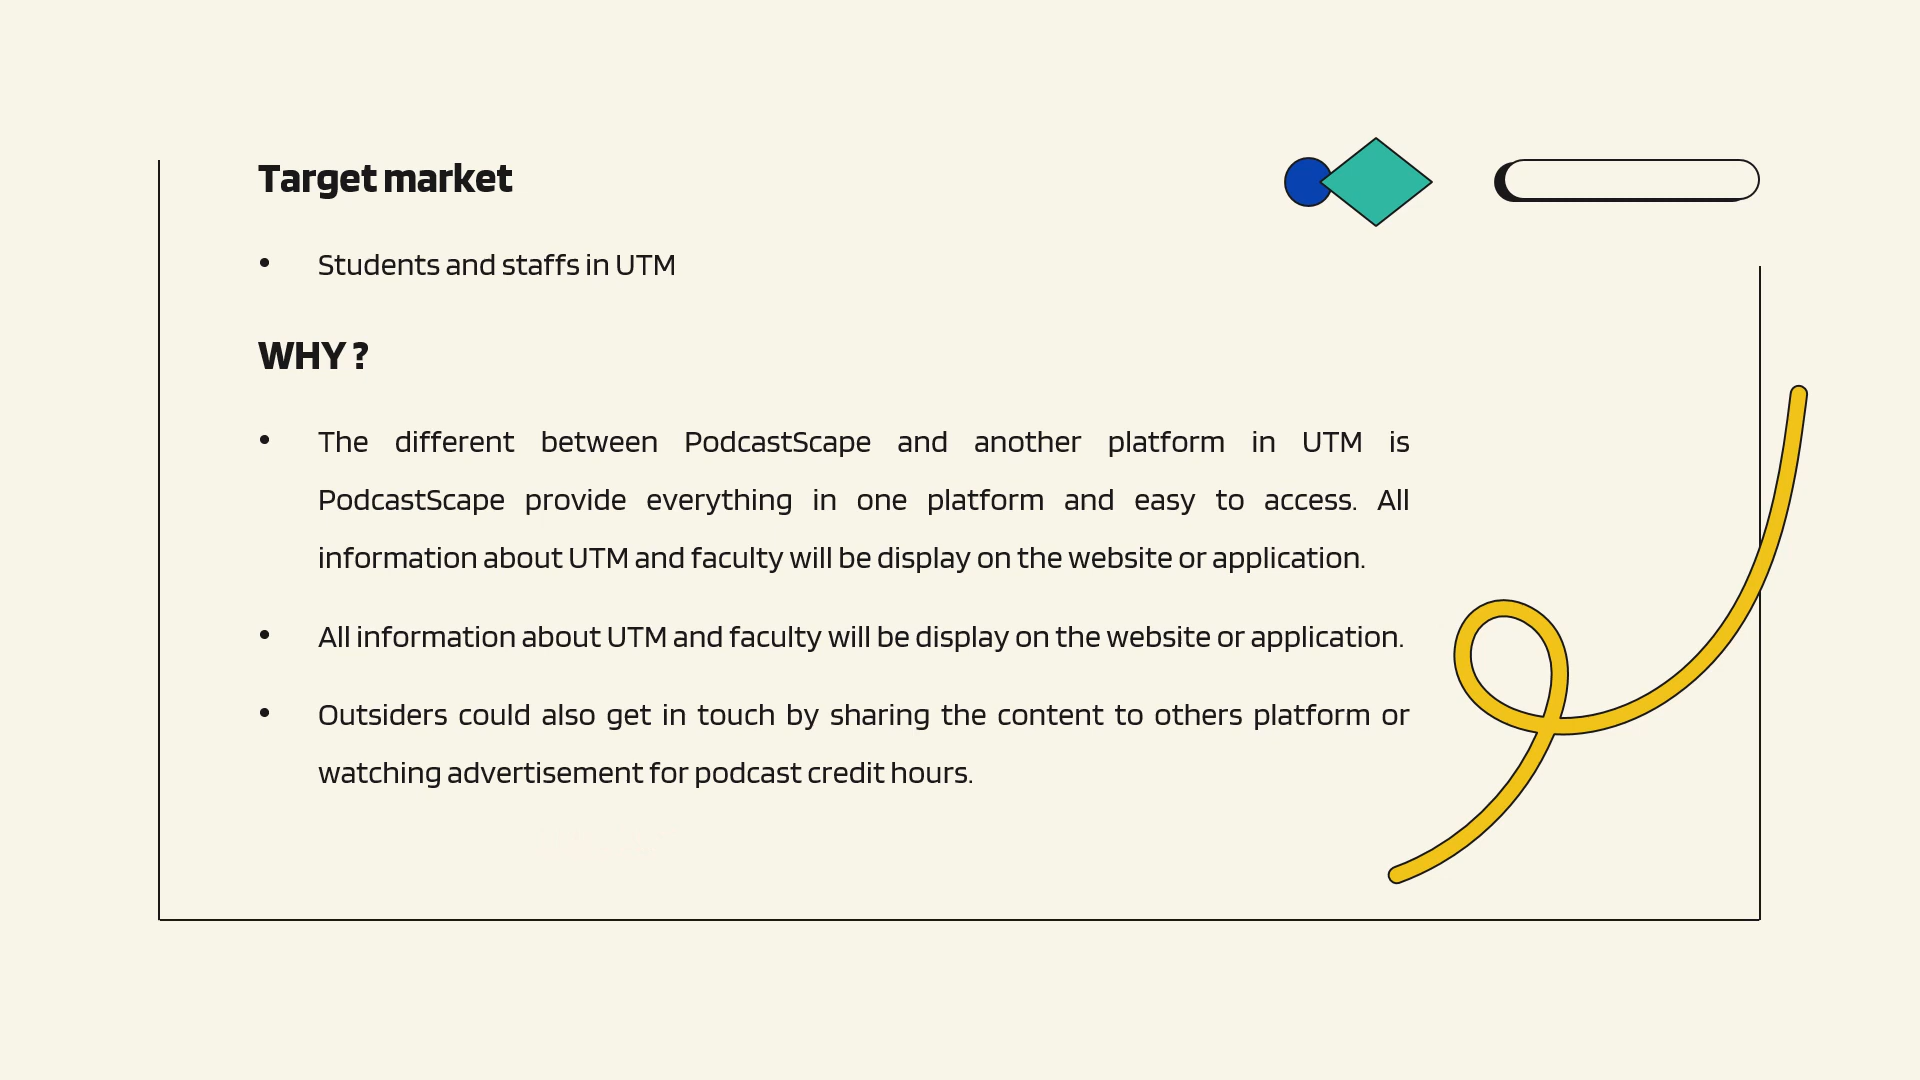 Target market
• Students and staffs in UTM
WHY ?
• The different between PodcastScape and another platform in UTM is
PodcastScape provide everything in one platform and easy to access. All
information about UTM and faculty will be display on the website or application.
• All information about UTM and faculty will be display on the website or application.
• Outsiders could also get in touch by sharing the content to others platform or
watching advertisement for podcast credit hours.